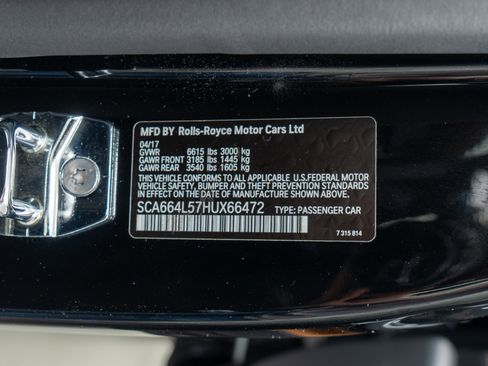 MFD BY Rolls-Royce Motor Cars Ltd
04/17
GVWR 6615 lbs 3000 kg
GAWR FRONT 3185 lbs 1445 kg
GAWR REAR 3540 lbs 1605 kg
THIS VEHICLE CONFORMS TO ALL APPLICABLE U.S.FEDERAL MOTOR
VEHICLE SAFETY, BUMPER AND THEFT PREVENTION STANDARDS
IN EFFECT ON THE DATE OF MANUFACTURE SHOWN ABOVE.
SCA664L57HUX66472 TYPE: PASSENGER CAR
7 315 814